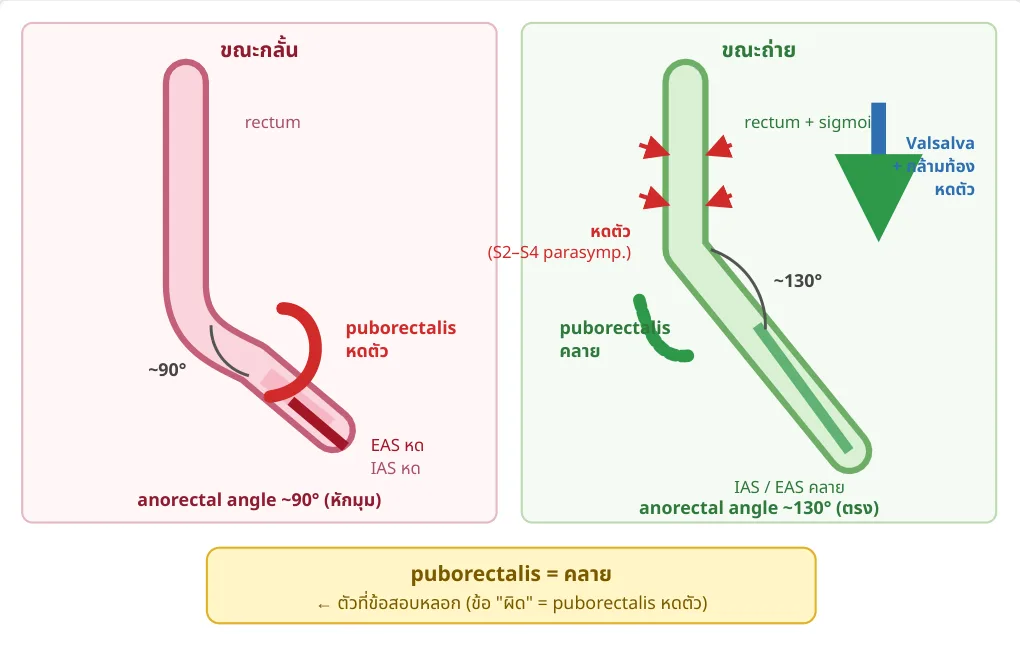 ขณะกลั้น
rectum
puborectalis
หดตัว
~90°
EAS หด
IAS หด
anorectal angle ~90° (หักมุม)
ขณะถ่าย
rectum + sigmoi
Valsalva
+ กล้ามท้อง
หดตัว
หดตัว
(S2–S4 parasymp.)
~130°
puborectalis
คลาย
IAS / EAS คลาย
anorectal angle ~130° (ตรง)
puborectalis = คลาย
← ตัวที่ข้อสอบหลอก (ข้อ "ผิด" = puborectalis หดตัว)